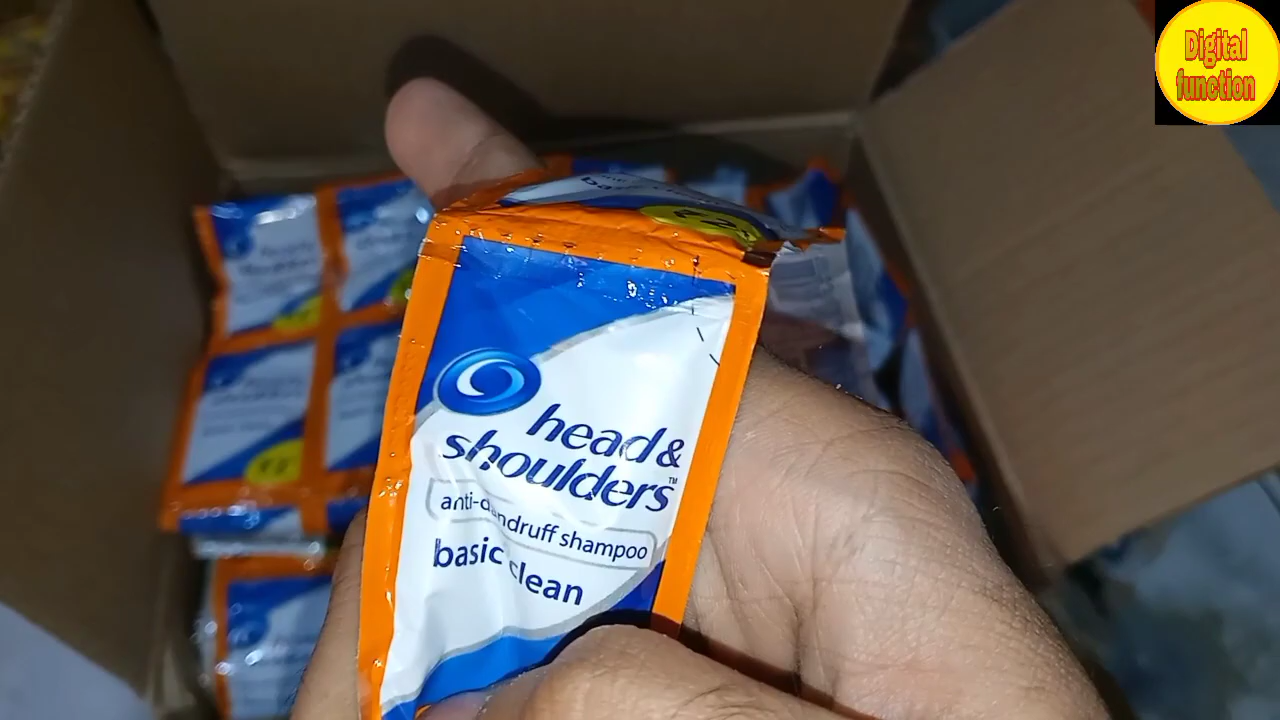 Digital
function
head &
shoulders™
anti-dandruff shampoo
basic clean